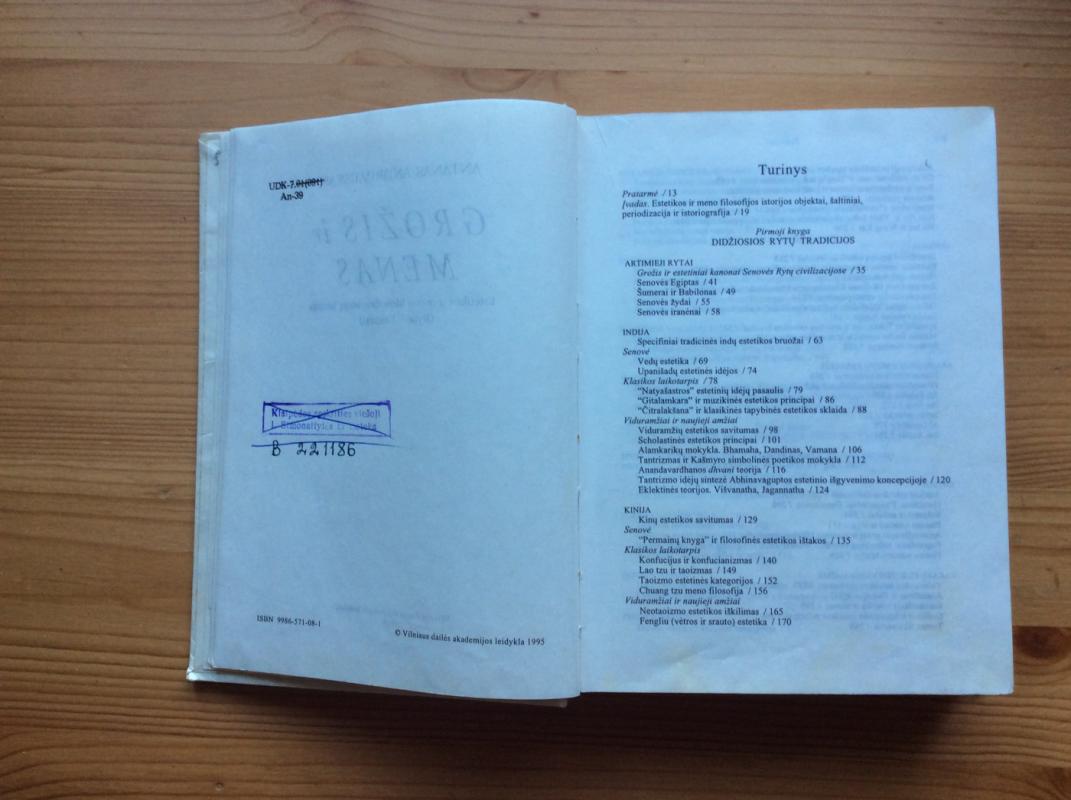 UDK-7.01(091)
An-39
GROŽIS ir
MENAS
Klaipėdos apskrities viešoji
I. Simonaitytės biblioteka
B 221186
ISBN 9986-571-08-1
© Vilniaus dailės akademijos leidykla 1995
Turinys
Pratarmė / 13
Įvadas. Estetikos ir meno filosofijos istorijos objektai, šaltiniai,
periodizacija ir istoriografija / 19
Pirmoji knyga
DIDŽIOSIOS RYTŲ TRADICIJOS
ARTIMIEJI RYTAI
Grožis ir estetiniai kanonai Senovės Rytų civilizacijose / 35
Senovės Egiptas / 41
Šumerai ir Babilonas / 49
Senovės žydai / 55
Senovės iranėnai / 58
INDIJA
Specifiniai tradicinės indų estetikos bruožai / 63
Senovė
Vedų estetika / 69
Upanišadų estetinės idėjos / 74
Klasikos laikotarpis / 78
"Natyašastros" estetinių idėjų pasaulis / 79
"Gitalamkara" ir muzikinės estetikos principai / 86
"Čitralakšana" ir klasikinės tapybinės estetikos sklaida / 88
Viduramžiai ir naujieji amžiai
Viduramžių estetikos savitumas / 98
Scholastinės estetikos principai / 101
Alamkarikų mokykla. Bhamaha, Dandinas, Vamana / 106
Tantrizmas ir Kašmyro simbolinės poetikos mokykla / 112
Anandavardhanos dhvani teorija / 116
Tantrizmo idėjų sintezė Abhinavaguptos estetinio išgyvenimo koncepcijoje / 120
Eklektinės teorijos. Višvanatha, Jagannatha / 124
KINIJA
Kinų estetikos savitumas / 129
Senovė
"Permainų knyga" ir filosofinės estetikos ištakos / 135
Klasikos laikotarpis
Konfucijus ir konfucianizmas / 140
Lao tzu ir taoizmas / 149
Taoizmo estetinės kategorijos / 152
Chuang tzu meno filosofija / 156
Viduramžiai ir naujieji amžiai
Neotaoizmo estetikos iškilimas / 165
Fengliu (vėtros ir srauto) estetika / 170